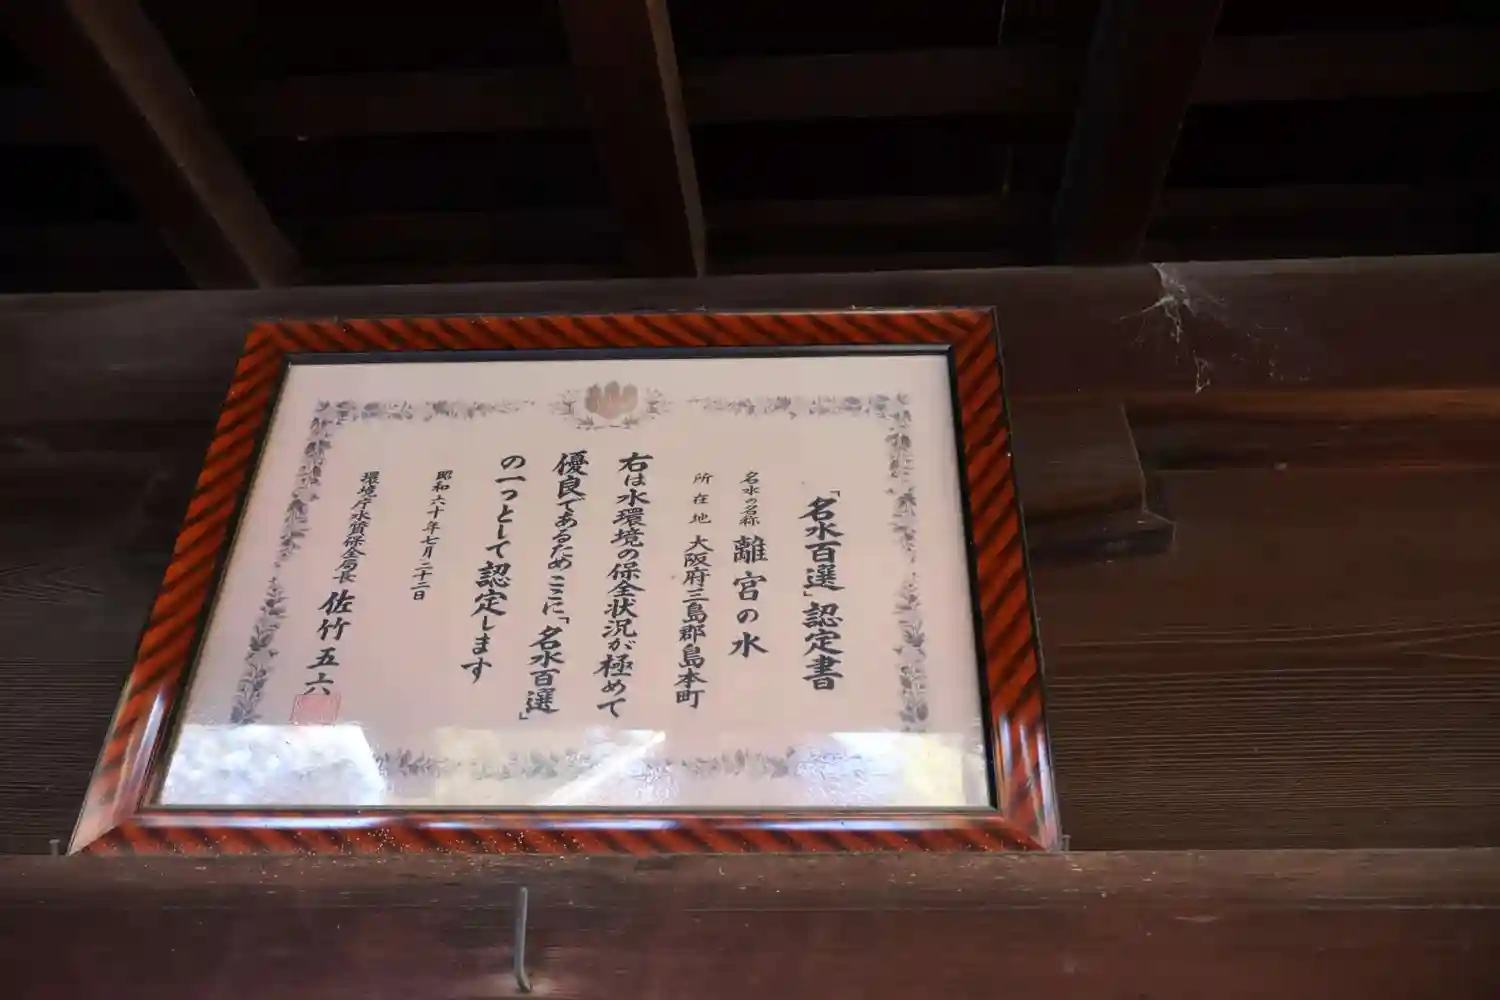 「名水百選」認定書
名水の名称 離宮の水
所在地 大阪府三島郡島本町
右は水環境の保全状況が極めて
優良であるためここに「名水百選」
の一つとして認定します
昭和六十年七月二十二日
環境庁水質保全局長 佐竹五六